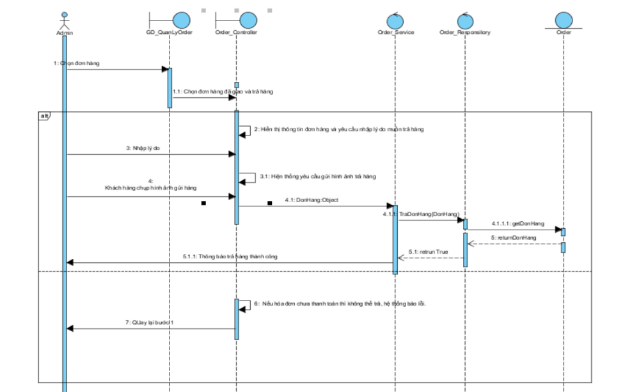 Admin
GD_QuanLyOrder
Order_Controller
Order_Service
Order_Responsitory
Order
1: Chọn đơn hàng
1.1: Chọn đơn hàng đã giao và trả hàng
alt
2: Hiển thị thông tin đơn hàng và yêu cầu nhập lý do muốn trả hàng
3: Nhập lý do
3.1: Hiện thống yêu cầu gửi hình ảnh trả hàng
4:
Khách hàng chụp hình ảnh gửi hàng
4.1: DonHang:Object
4.1.1: TraDonHang(DonHang)
4.1.1.1: getDonHang
5: returnDonHang
5.1: retrun True
5.1.1: Thông báo trả hàng thành công
6: Nếu hóa đơn chưa thanh toán thì không thể trả, hệ thống báo lỗi.
7: QUay lại bước 1